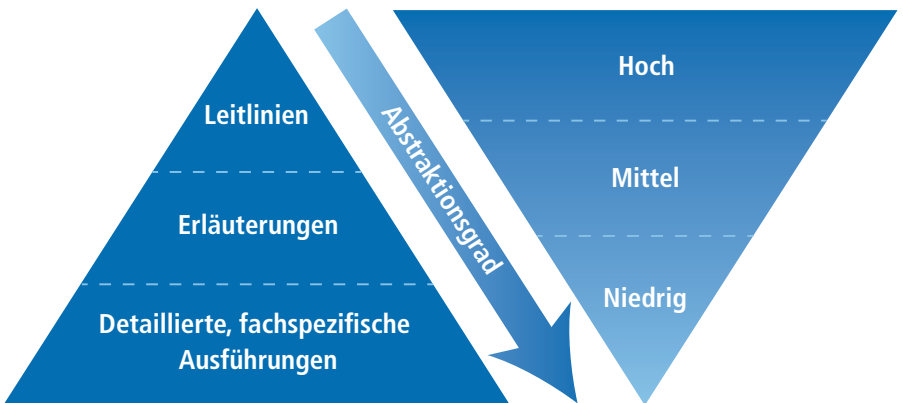 Leitlinien
Erläuterungen
Detaillierte, fachspezifische
Ausführungen
Abstraktionsgrad
Hoch
Mittel
Niedrig